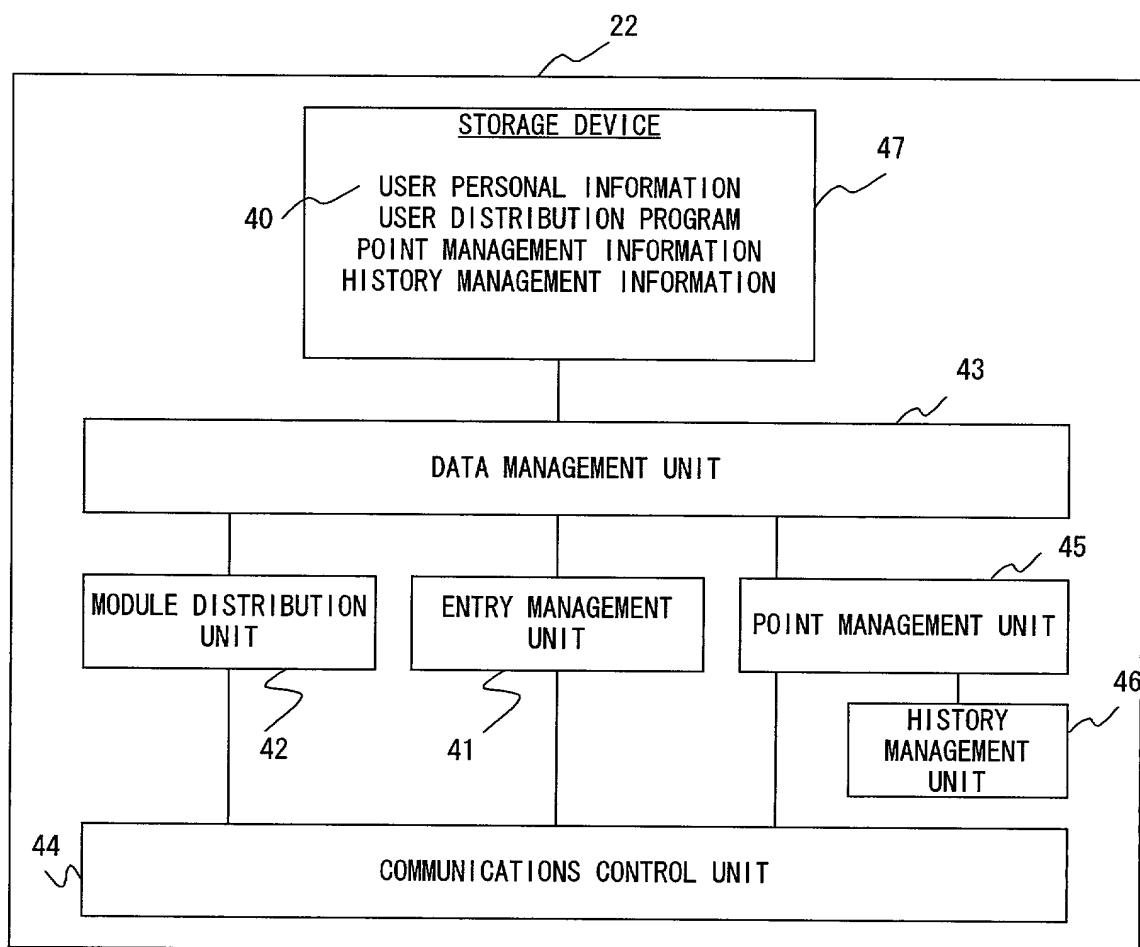 22
STORAGE DEVICE
47
USER PERSONAL INFORMATION
40
USER DISTRIBUTION PROGRAM
POINT MANAGEMENT INFORMATION
HISTORY MANAGEMENT INFORMATION
43
DATA MANAGEMENT UNIT
45
MODULE DISTRIBUTION
UNIT
ENTRY MANAGEMENT
UNIT
POINT MANAGEMENT UNIT
46
42
41
HISTORY
MANAGEMENT
UNIT
44
COMMUNICATIONS CONTROL UNIT